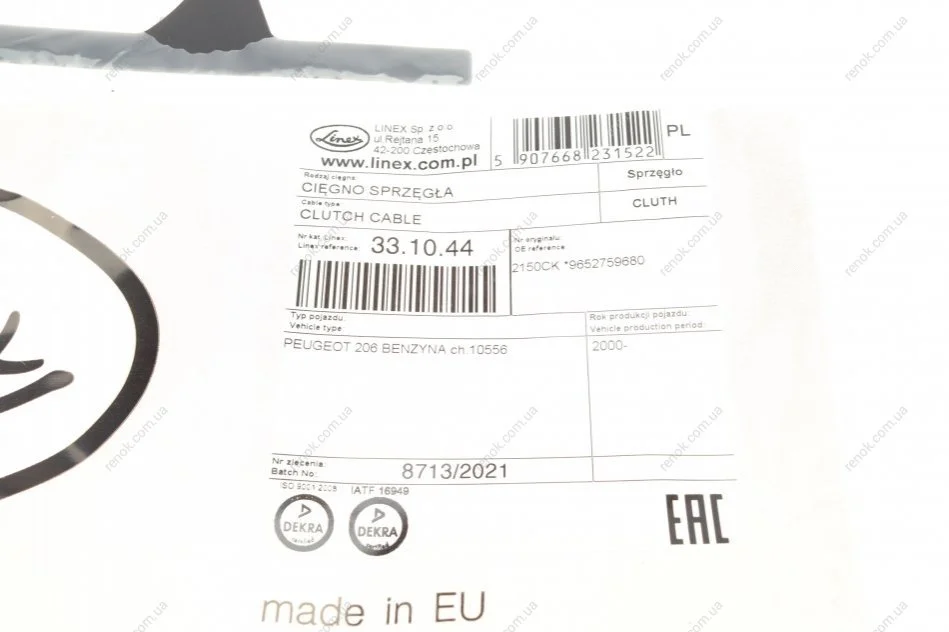 Linex
LINEX Sp. z o.o
ul.Rejtana 15
42-200 Czestochowa
www.linex.com.pl
5 907668 231522
PL
Rodzaj cięgna:
CIĘGNO SPRZĘGŁA
Sprzęgło
Cable type:
CLUTCH CABLE
CLUTH
Nr kat. Linex:
Linex reference:
33.10.44
Nr oryginału:
OE reference
2150CK *9652759680
Typ pojazdu:
Vehicle type:
Rok produkcji pojazdu:
Vehicle production period:
PEUGEOT 206 BENZYNA ch.10556
2000-
Nr zlecenia:
Batch No:
8713/2021
ISO 9001:2008
IATF 16949
DEKRA
DEKRA
EAC
made in EU
renok.com.ua